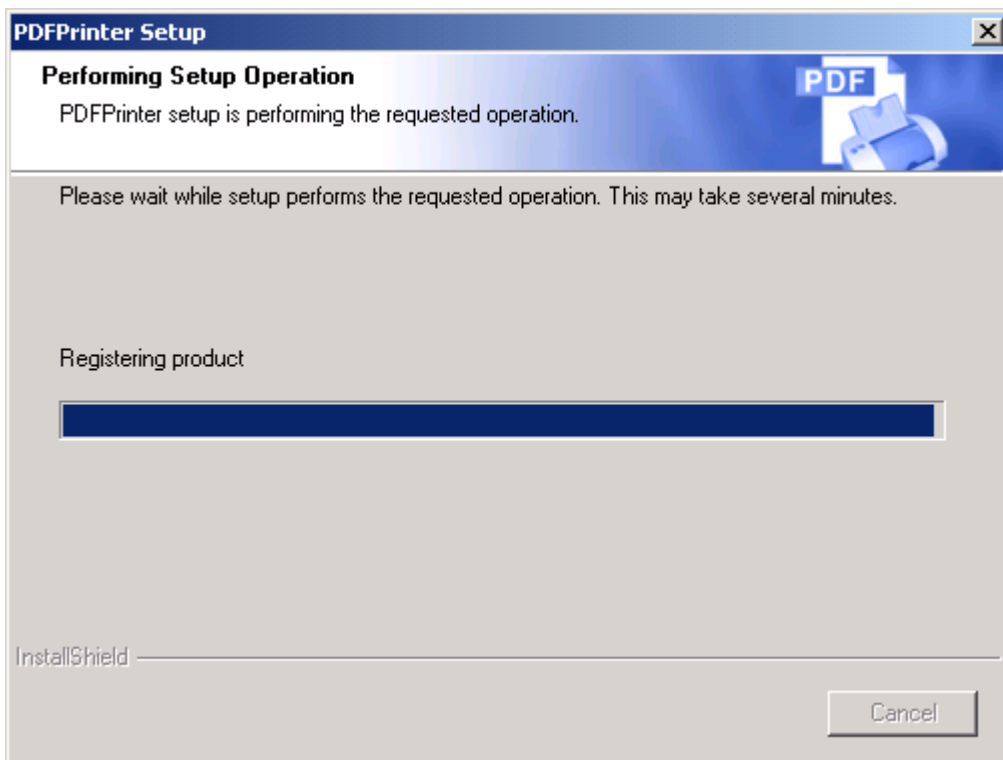 PDFPrinter Setup
Performing Setup Operation
PDFPrinter setup is performing the requested operation.
PDF
Please wait while setup performs the requested operation. This may take several minutes.
Registering product
InstallShield
Cancel